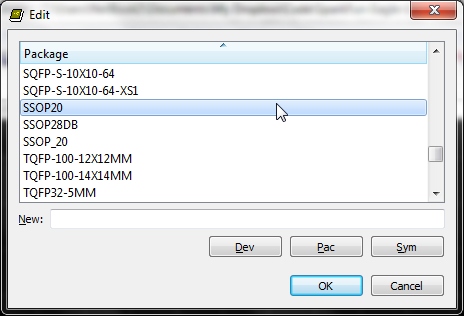 Edit
Package
SQFP-S-10X10-64
SQFP-S-10X10-64-XS1
SSOP20
SSOP28DB
SSOP_20
TQFP-100-12X12MM
TQFP-100-14X14MM
TQFP32-5MM
New:
Dev Pac Sym
OK Cancel